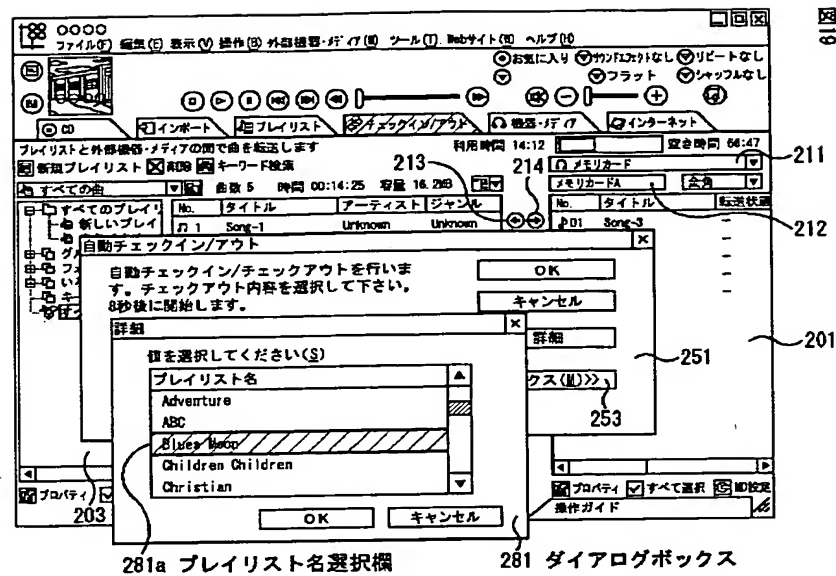 図19
0000
ファイル(F) 編集(E) 表示(V) 操作(B) 外部機器・メディア(M) ツール(T) Webサイト(W) ヘルプ(H)
お気に入り サウンドエフェクトなし リピートなし
フラット シャッフルなし
CD インポート プレイリスト チェックイン/アウト 機器・メディア インターネット
プレイリストと外部機器・メディアの間で曲を転送します 利用時間 14:12 空き時間 56:47
新規プレイリスト 削除 キーワード検索 213 214 メモリカード 211
すべての曲 曲数 5 時間 00:14:25 容量 16.2MB メモリカードA 全角 212
No. タイトル アーティスト ジャンル No. タイトル 転送状態
すべてのプレイリ
新しいプレイ
1 Song-1 Unknown Unknown 01 Song-3
自動チェックイン/アウト
自動チェックイン/チェックアウトを行いま
す。チェックアウト内容を選択して下さい。
8秒後に開始します。
OK
キャンセル
詳細
201
251
クス(M)>>
253
詳細
値を選択してください(S)
プレイリスト名
Adventure
ABC
Blues Moon
Children Children
Christian
OK キャンセル
プロパティ
203
プロパティ すべて選択 MD設定
操作ガイド
281a プレイリスト名選択欄 281 ダイアログボックス